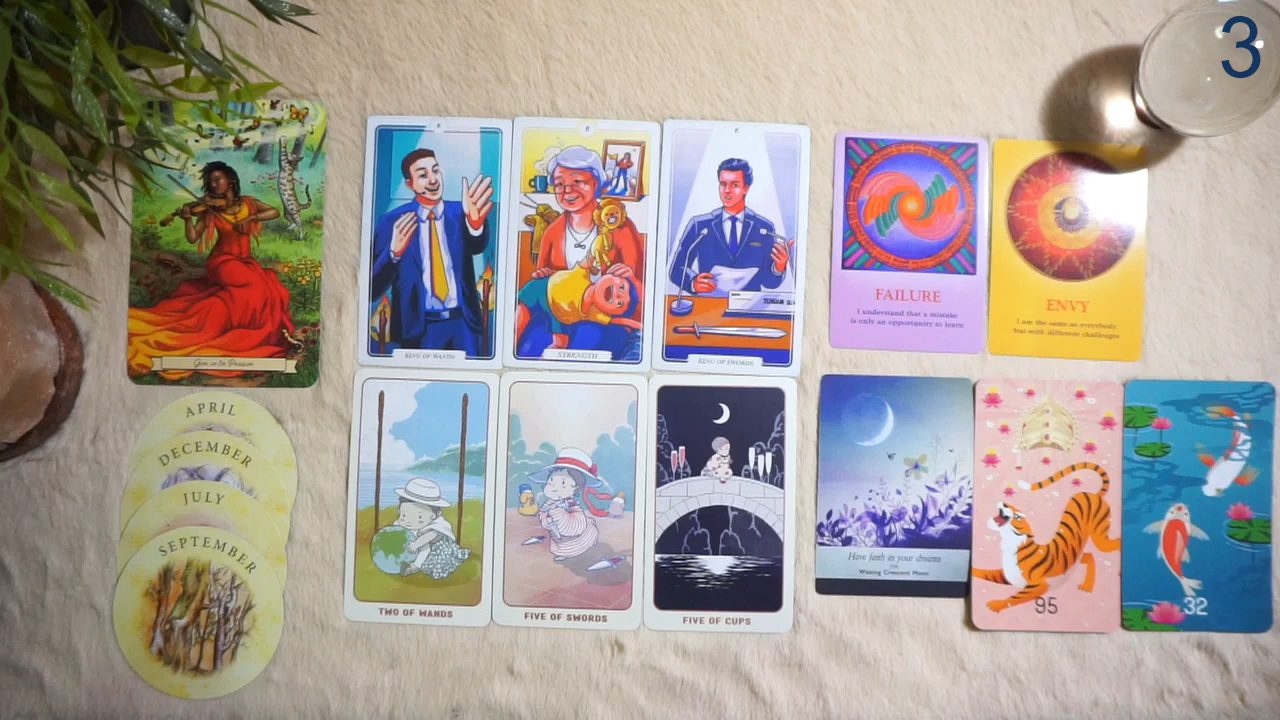 3
Give in to Passion
APRIL
DECEMBER
JULY
SEPTEMBER
K
KING OF WANDS
8
STRENGTH
K
KING OF SWORDS
FAILURE
I understand that a mistake
is only an opportunity to learn
ENVY
I am the same as everybody
but with different challenges
TWO OF WANDS
FIVE OF SWORDS
FIVE OF CUPS
Have faith in your dreams
Waxing Crescent Moon
95
32